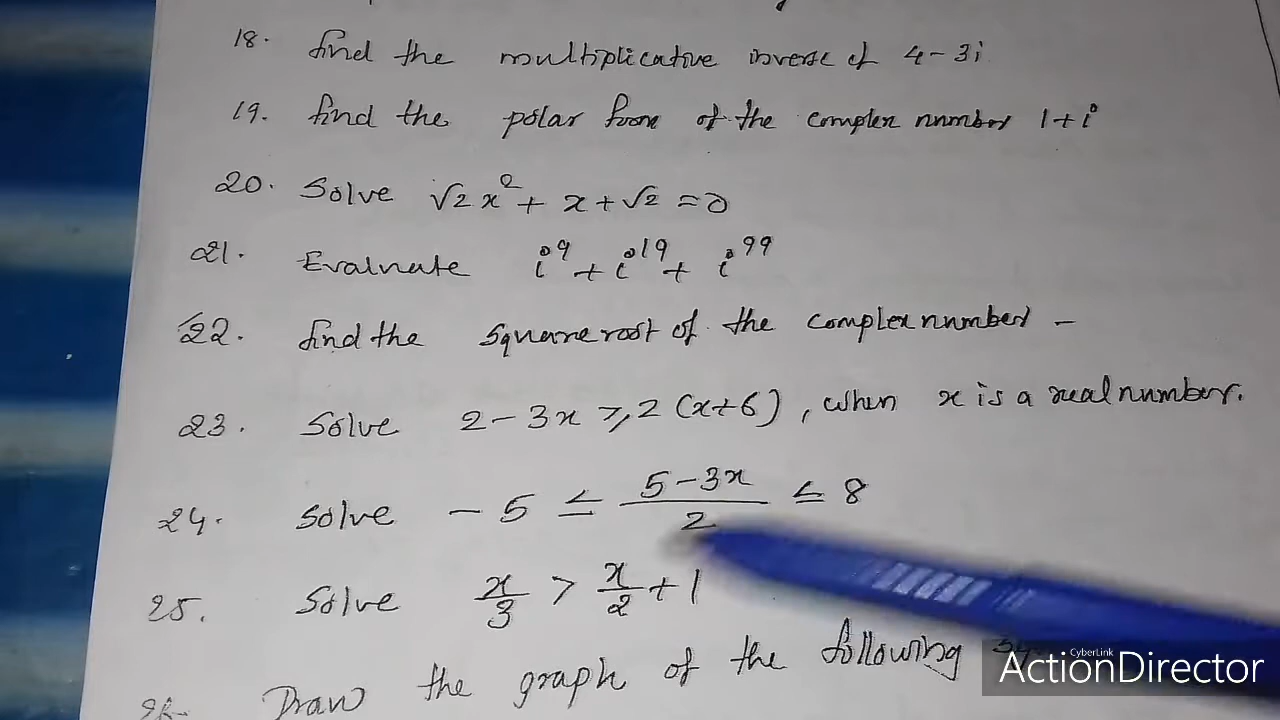 18. find the multiplicative inverse of 4-3i
19. find the polar form of the complex number 1+i
20. Solve √2x²+x+√2=0
21. Evaluate i⁹+i¹⁹+i⁹⁹
22. find the square root of the complex number -
23. Solve 2-3x≥2(x+6), when x is a real number.
24. Solve -5≤(5-3x)/2≤8
25. Solve x/3>x/2+1
26. Draw the graph of the following
CyberLink
ActionDirector